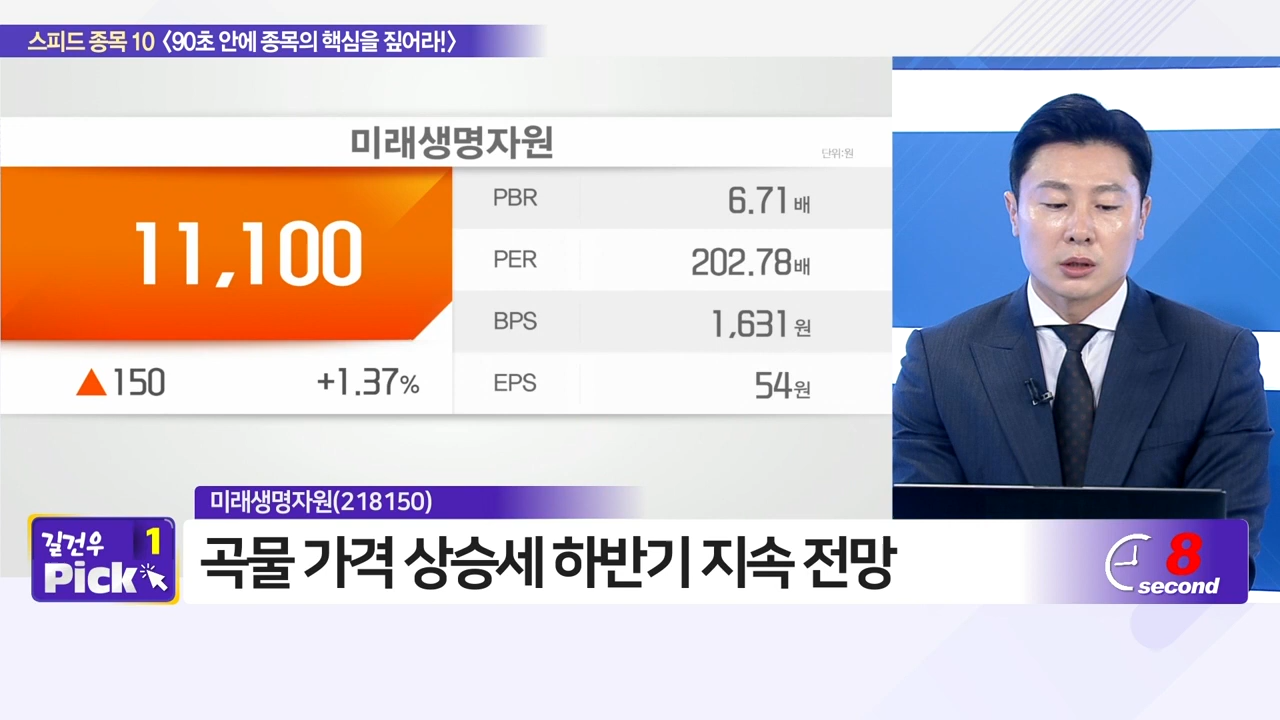 스피드 종목 10 〈90초 안에 종목의 핵심을 짚어라!〉
미래생명자원
단위:원
11,100
▲150 +1.37%
PBR 6.71배
PER 202.78배
BPS 1,631원
EPS 54원
미래생명자원(218150)
길건우 1
Pick
곡물 가격 상승세 하반기 지속 전망
8
second